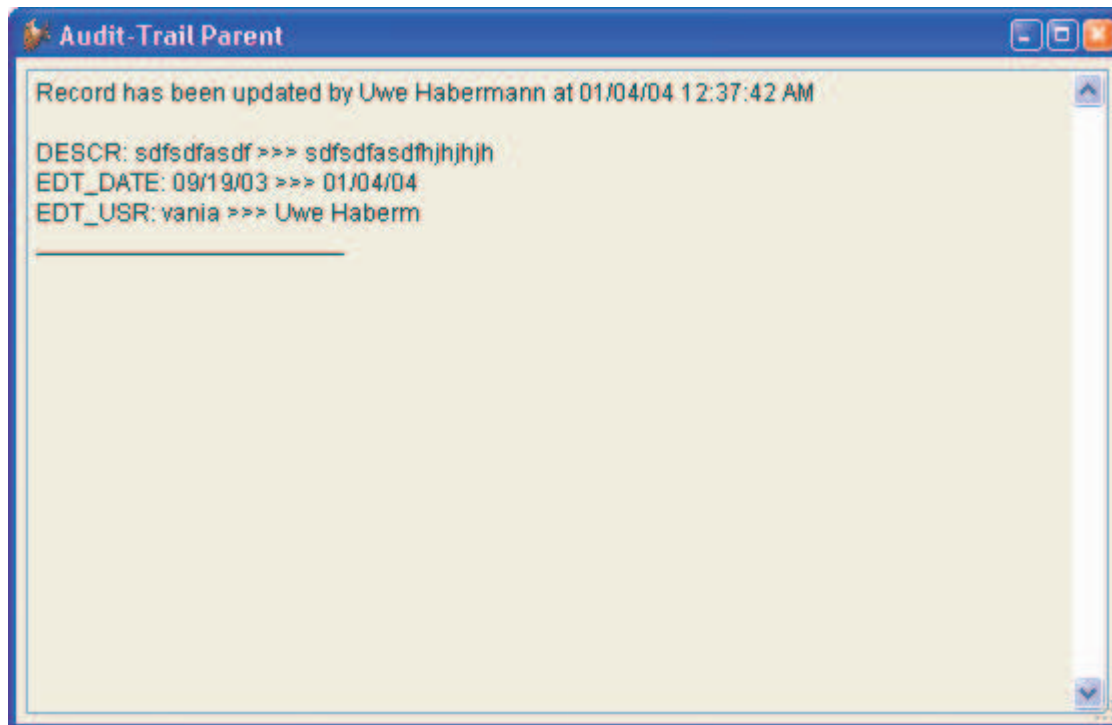 Audit-Trail Parent
Record has been updated by Uwe Habermann at 01/04/04 12:37:42 AM
DESCR: sdfsdfasdf >>> sdfsdfasdfhjhjhjh
EDT_DATE: 09/19/03 >>> 01/04/04
EDT_USR: vania >>> Uwe Haberm